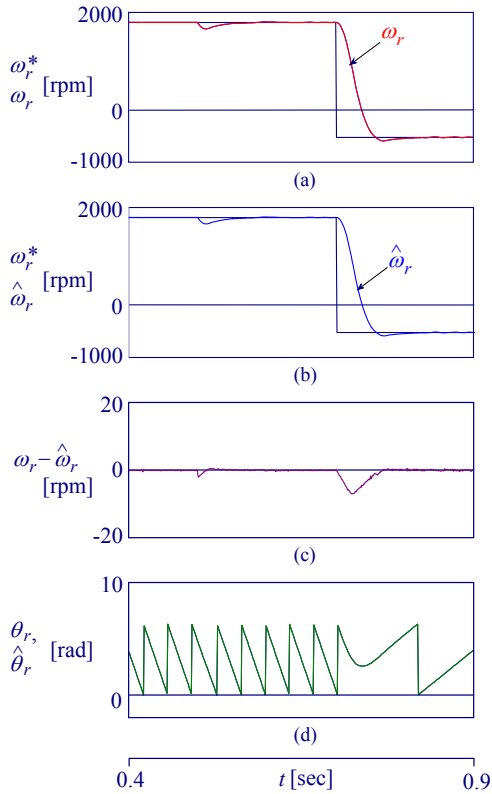 2000
ω_r* [rpm]
ω_r
0
-1000
ω_r
(a)
2000
ω_r* [rpm]
ω̂_r
0
-1000
ω̂_r
(b)
20
ω_r − ω̂_r
[rpm]
0
-20
(c)
10
θ_r, [rad]
θ̂_r
0
(d)
0.4 t [sec] 0.9